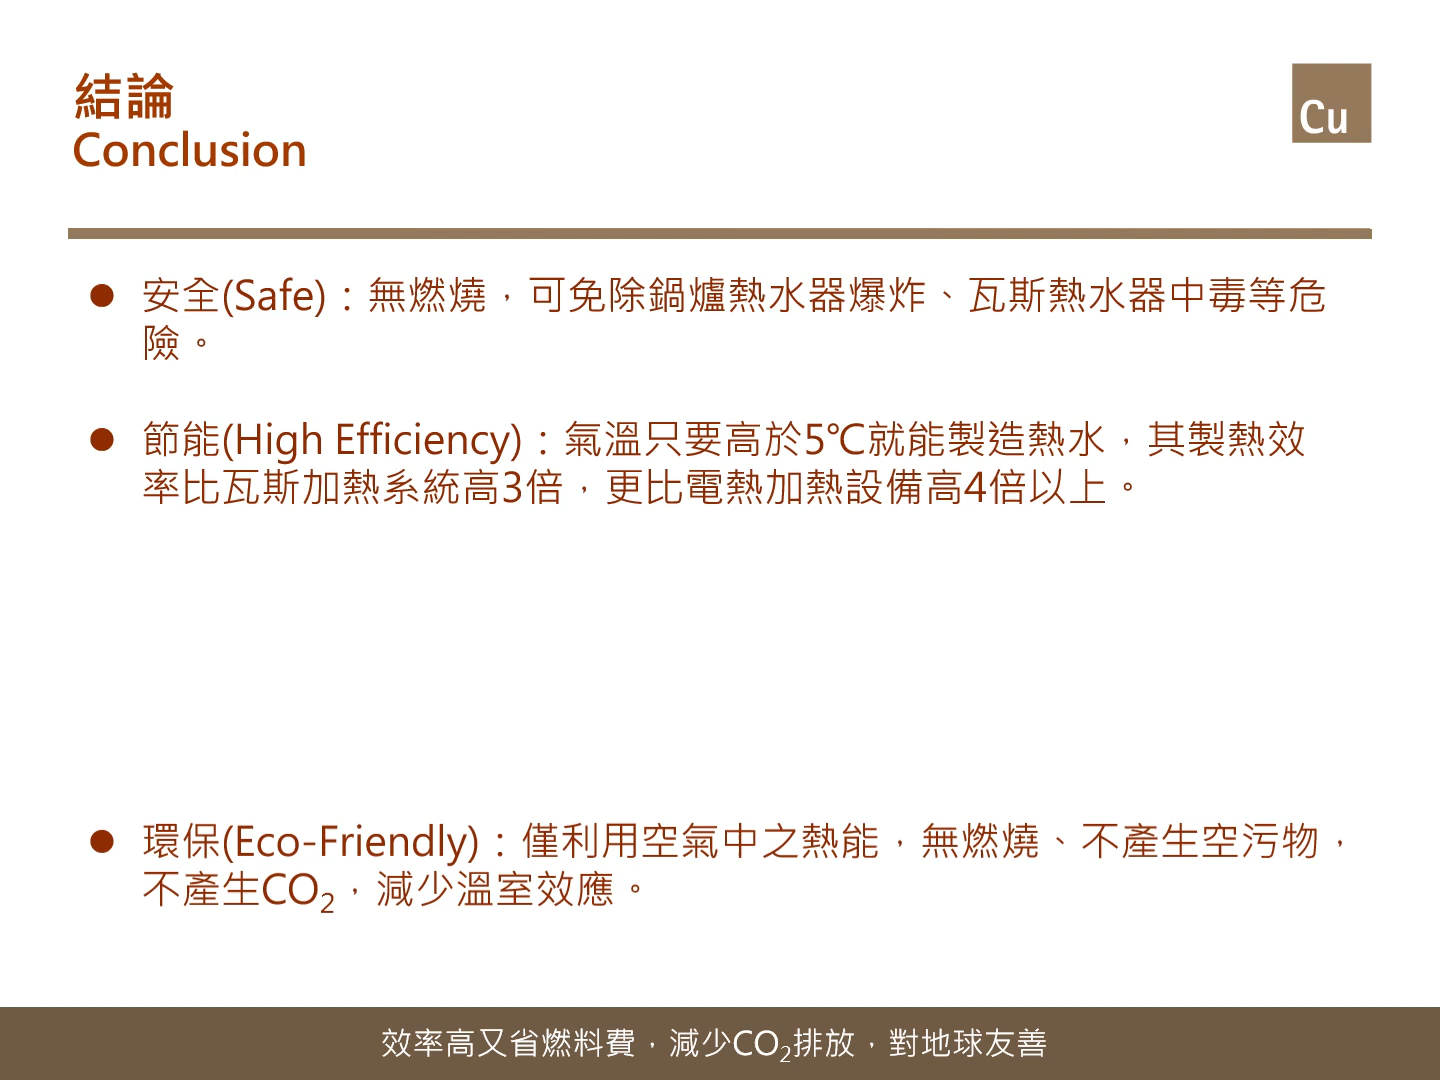 結論
Conclusion
Cu
● 安全(Safe)：無燃燒，可免除鍋爐熱水器爆炸、瓦斯熱水器中毒等危
險。
● 節能(High Efficiency)：氣溫只要高於5℃就能製造熱水，其製熱效
率比瓦斯加熱系統高3倍，更比電熱加熱設備高4倍以上。
● 環保(Eco-Friendly)：僅利用空氣中之熱能，無燃燒、不產生空污物，
不產生CO₂，減少溫室效應。
效率高又省燃料費，減少CO₂排放，對地球友善